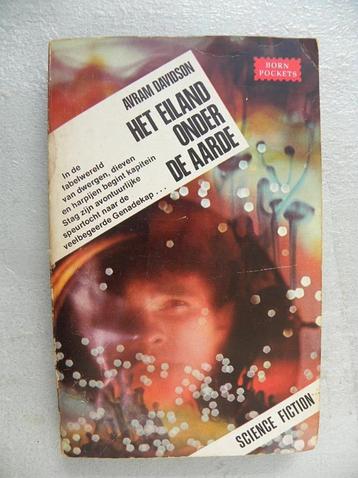 BORN
POCKETS
AVRAM DAVIDSON
HET EILAND
ONDER
DE AARDE
In de
fabelwereld
van dwergen, dieven
en harpijen begint kapitein
Stag zijn avontuurlijke
speurtocht naar de
veelbegeerde Genadekap...
SCIENCE FICTION